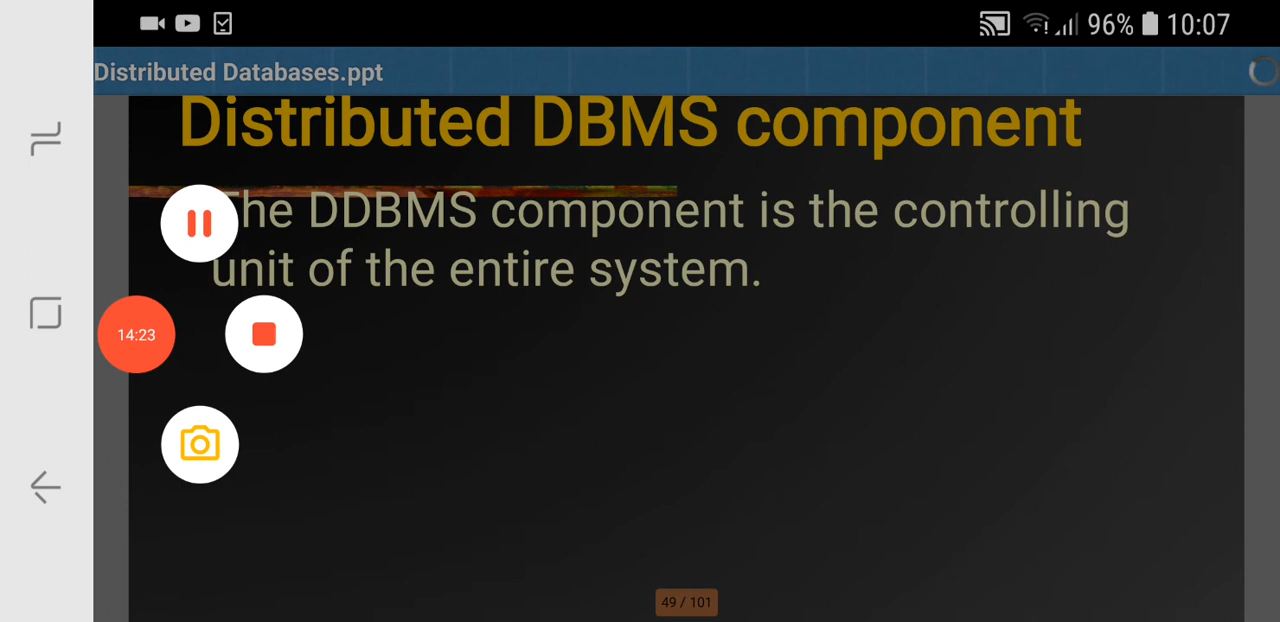 96% 10:07
Distributed Databases.ppt
Distributed DBMS component
The DDBMS component is the controlling
unit of the entire system.
14:23
49 / 101